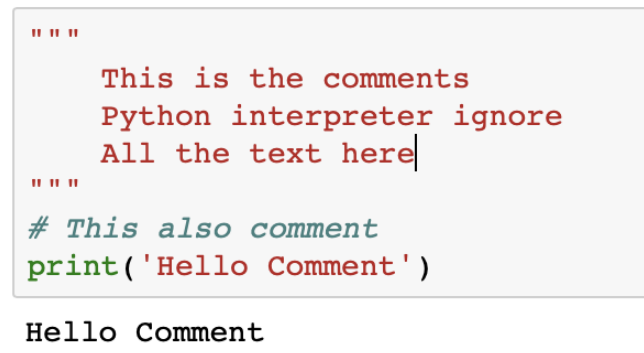 """
    This is the comments
    Python interpreter ignore
    All the text here
"""
# This also comment
print('Hello Comment')
Hello Comment